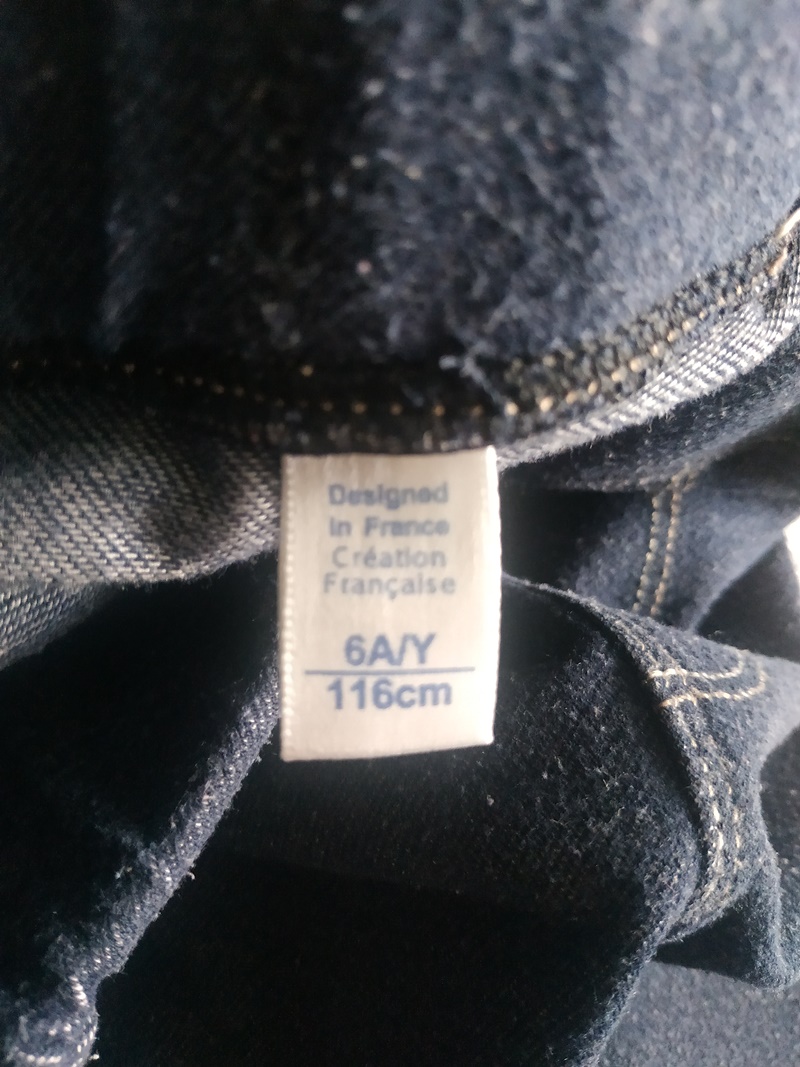 Designed
in France
Création
Française
6A/Y
116cm